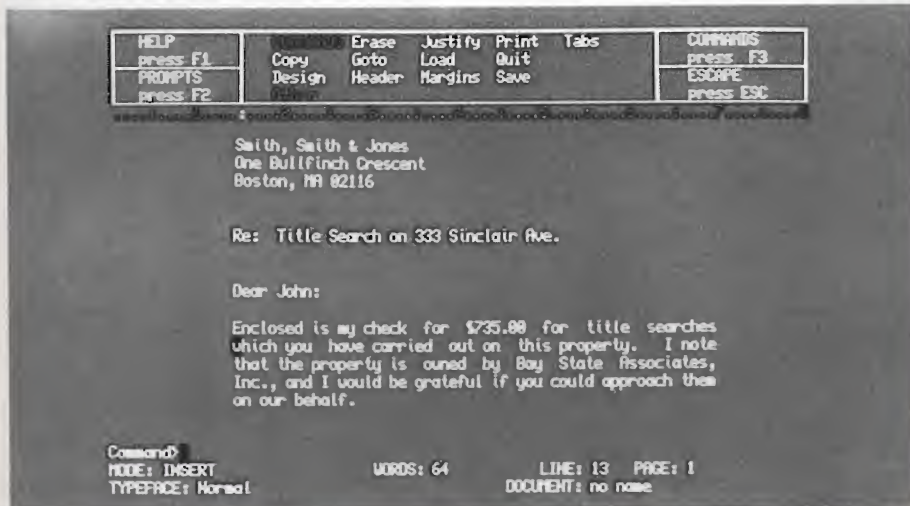 HELP Erase Justify Print Tabs COMMANDS
press F1 Copy Goto Load Quit press F3
PROMPTS Design Header Margins Save ESCAPE
press F2 press ESC
Smith, Smith & Jones
One Bullfinch Crescent
Boston, MA 02116
Re: Title Search on 333 Sinclair Ave.
Dear John:
Enclosed is my check for $735.00 for title searches
which you have carried out on this property. I note
that the property is owned by Bay State Associates,
Inc., and I would be grateful if you could approach them
on our behalf.
Command>
MODE: INSERT WORDS: 64 LINE: 13 PAGE: 1
TYPEFACE: Normal DOCUMENT: no name